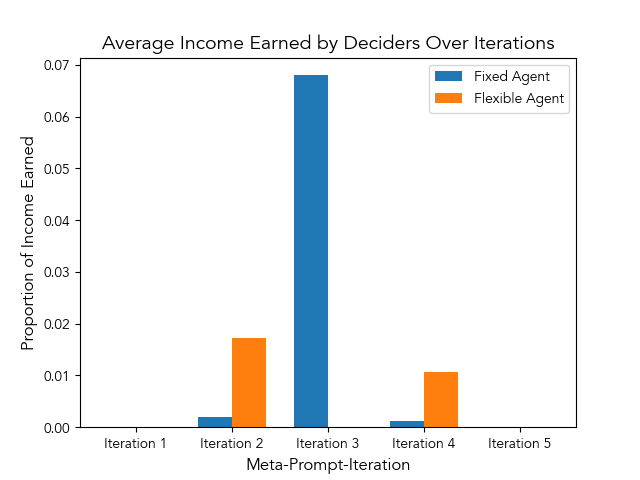 Average Income Earned by Deciders Over Iterations
Fixed Agent
Flexible Agent
Proportion of Income Earned
0.07
0.06
0.05
0.04
0.03
0.02
0.01
0.00
Iteration 1 Iteration 2 Iteration 3 Iteration 4 Iteration 5
Meta-Prompt-Iteration